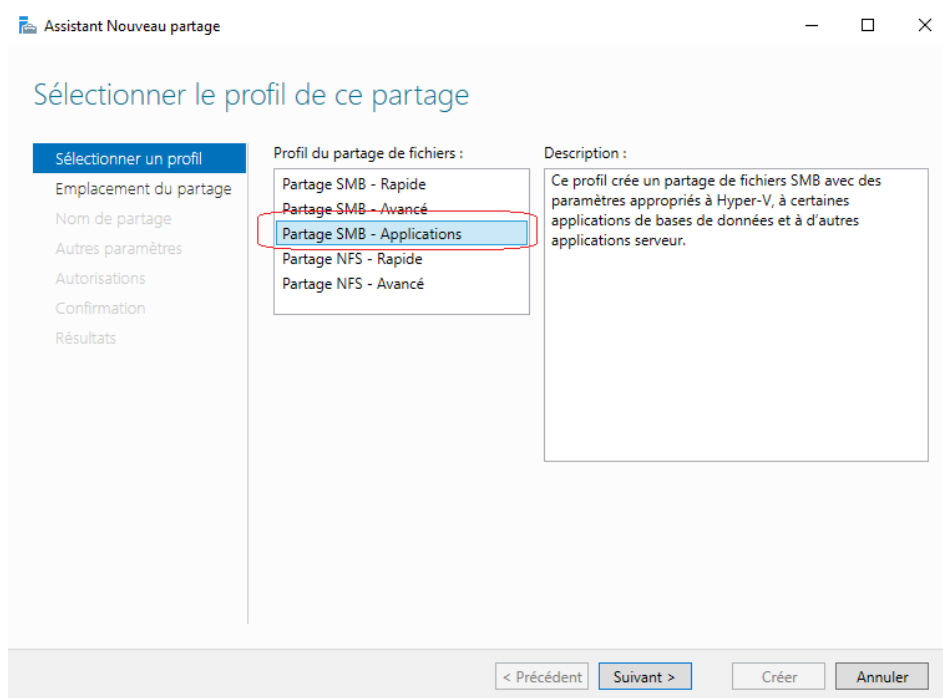 Assistant Nouveau partage
Sélectionner le profil de ce partage
Sélectionner un profil
Emplacement du partage
Nom de partage
Autres paramètres
Autorisations
Confirmation
Résultats
Profil du partage de fichiers :
Partage SMB - Rapide
Partage SMB - Avancé
Partage SMB - Applications
Partage NFS - Rapide
Partage NFS - Avancé
Description :
Ce profil crée un partage de fichiers SMB avec des
paramètres appropriés à Hyper-V, à certaines
applications de bases de données et à d'autres
applications serveur.
< Précédent
Suivant >
Créer
Annuler